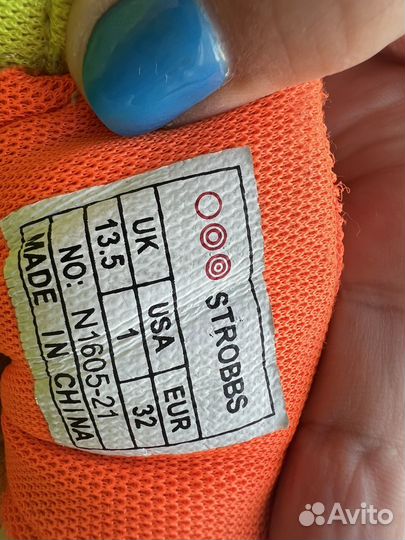 STROBBS
UK USA EUR
13.5 1 32
NO: N1605-21
MADE IN CHINA
Avito